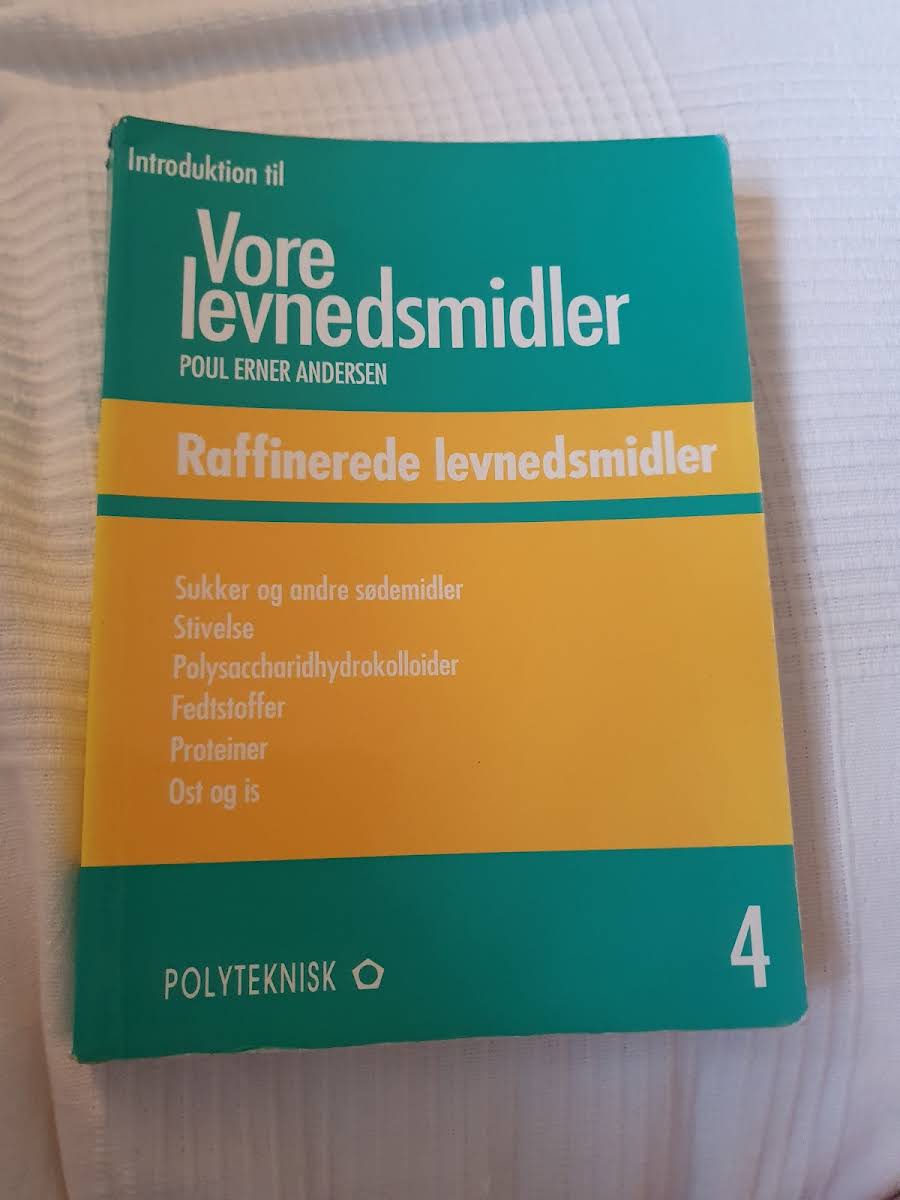 Introduktion til
Vore
levnedsmidler
POUL ERNER ANDERSEN
Raffinerede levnedsmidler
Sukker og andre sødemidler
Stivelse
Polysaccharidhydrokolloider
Fedtstoffer
Proteiner
Ost og is
POLYTEKNISK
4